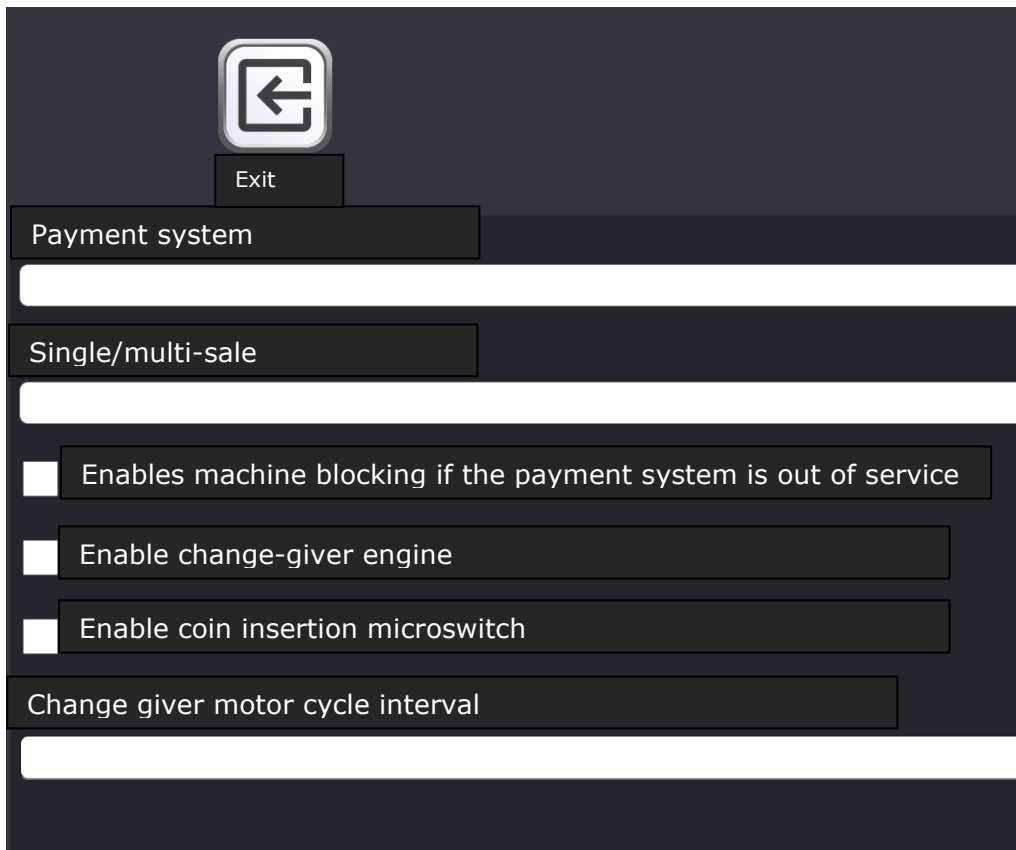 Exit
Payment system
Single/multi-sale
Enables machine blocking if the payment system is out of service
Enable change-giver engine
Enable coin insertion microswitch
Change giver motor cycle interval